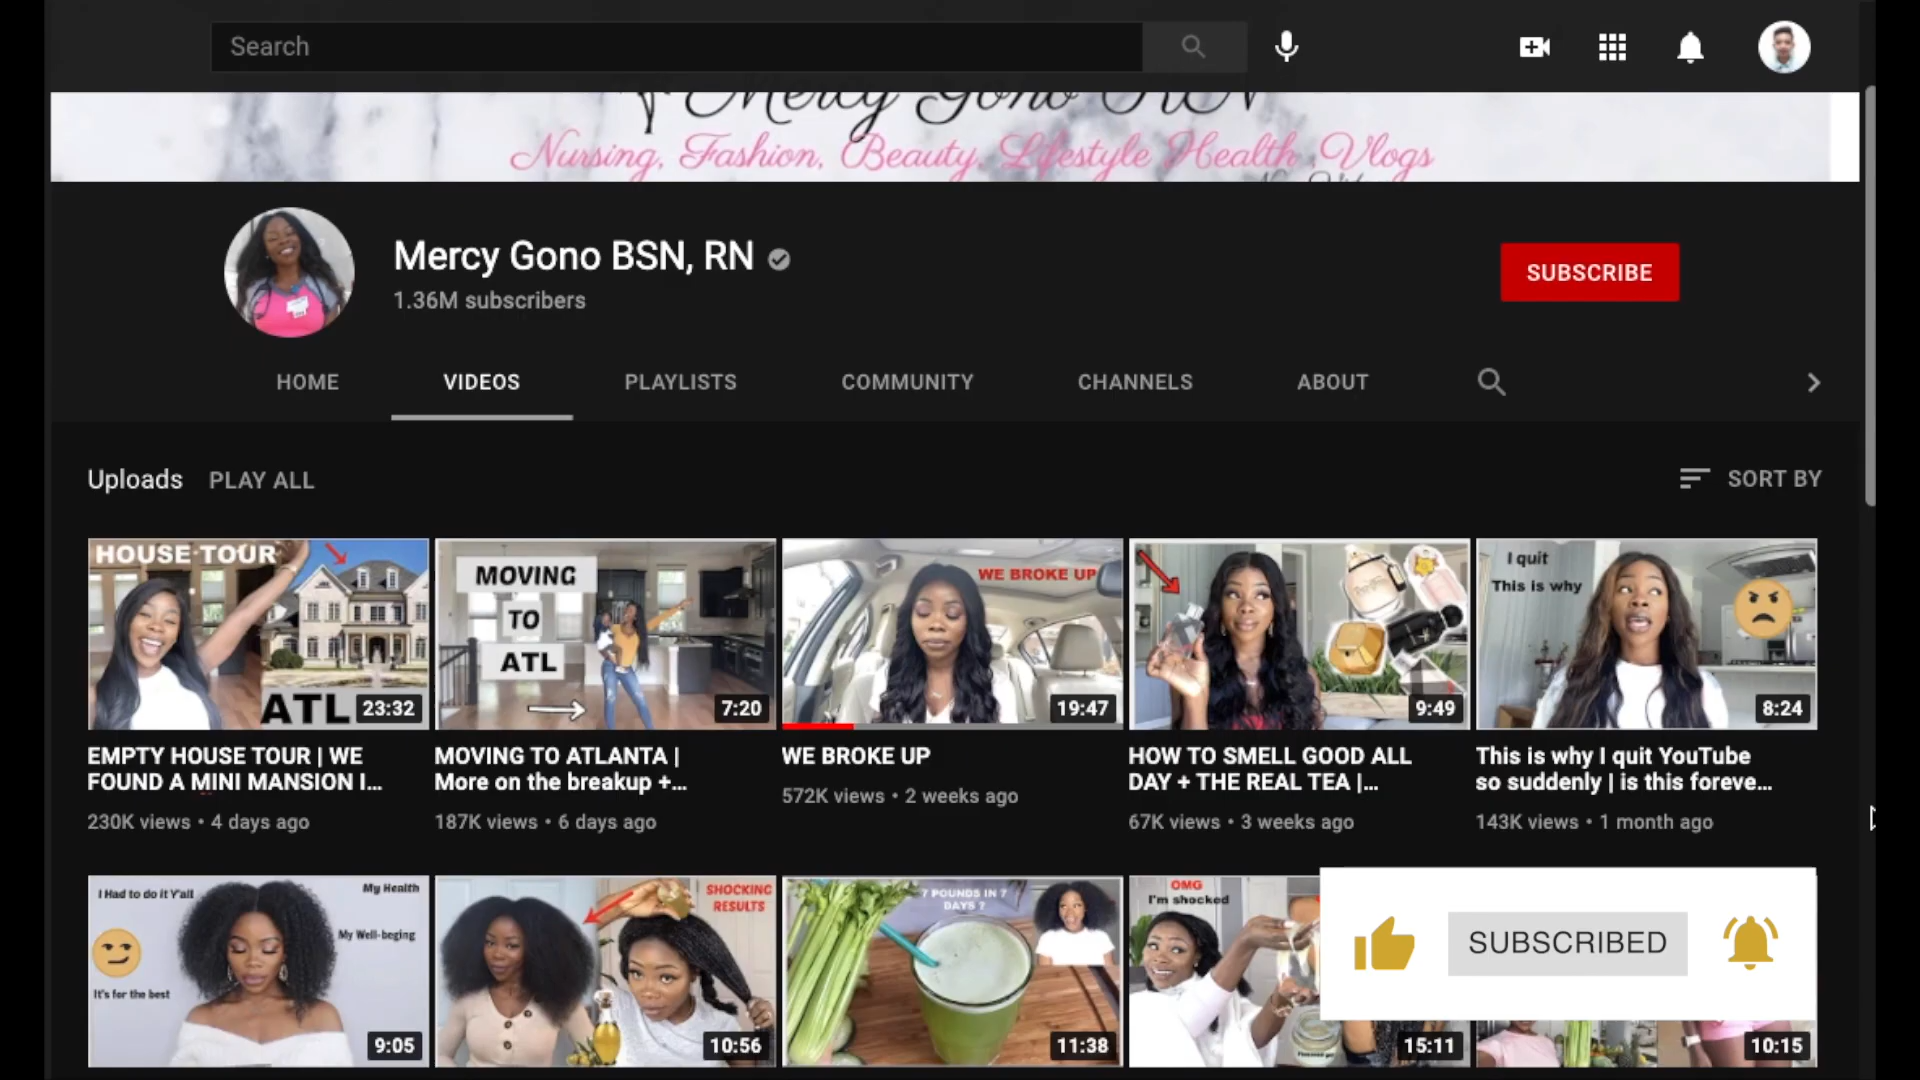 Search
Mercy Gono RN
Nursing, Fashion, Beauty, Lifestyle Health ,Vlogs
Mercy Gono BSN, RN
1.36M subscribers
SUBSCRIBE
HOME
VIDEOS
PLAYLISTS
COMMUNITY
CHANNELS
ABOUT
Uploads
PLAY ALL
SORT BY
HOUSE TOUR
ATL
23:32
MOVING
TO
ATL
7:20
WE BROKE UP
19:47
9:49
I quit
This is why
8:24
EMPTY HOUSE TOUR | WE
FOUND A MINI MANSION I...
230K views • 4 days ago
MOVING TO ATLANTA |
More on the breakup +...
187K views • 6 days ago
WE BROKE UP
572K views • 2 weeks ago
HOW TO SMELL GOOD ALL
DAY + THE REAL TEA |...
67K views • 3 weeks ago
This is why I quit YouTube
so suddenly | is this foreve...
143K views • 1 month ago
I Had to do it Y'all
My Health
My Well-beging
It's for the best
9:05
SHOCKING
RESULTS
10:56
7 POUNDS IN 7
DAYS ?
11:38
OMG
I'm shocked
15:11
SUBSCRIBED
10:15